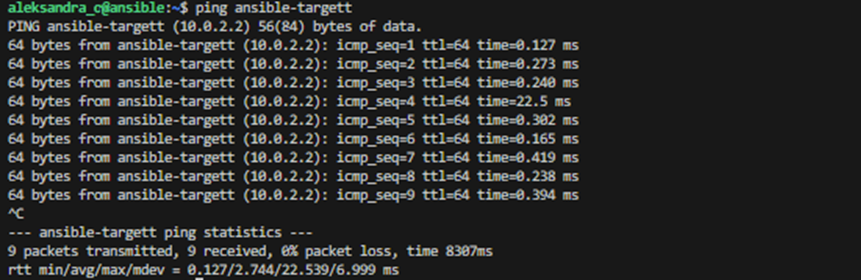 aleksandra_c@ansible:~$ ping ansible-targett
PING ansible-targett (10.0.2.2) 56(84) bytes of data.
64 bytes from ansible-targett (10.0.2.2): icmp_seq=1 ttl=64 time=0.127 ms
64 bytes from ansible-targett (10.0.2.2): icmp_seq=2 ttl=64 time=0.273 ms
64 bytes from ansible-targett (10.0.2.2): icmp_seq=3 ttl=64 time=0.240 ms
64 bytes from ansible-targett (10.0.2.2): icmp_seq=4 ttl=64 time=22.5 ms
64 bytes from ansible-targett (10.0.2.2): icmp_seq=5 ttl=64 time=0.302 ms
64 bytes from ansible-targett (10.0.2.2): icmp_seq=6 ttl=64 time=0.165 ms
64 bytes from ansible-targett (10.0.2.2): icmp_seq=7 ttl=64 time=0.419 ms
64 bytes from ansible-targett (10.0.2.2): icmp_seq=8 ttl=64 time=0.238 ms
64 bytes from ansible-targett (10.0.2.2): icmp_seq=9 ttl=64 time=0.394 ms
^C
--- ansible-targett ping statistics ---
9 packets transmitted, 9 received, 0% packet loss, time 8307ms
rtt min/avg/max/mdev = 0.127/2.744/22.539/6.999 ms